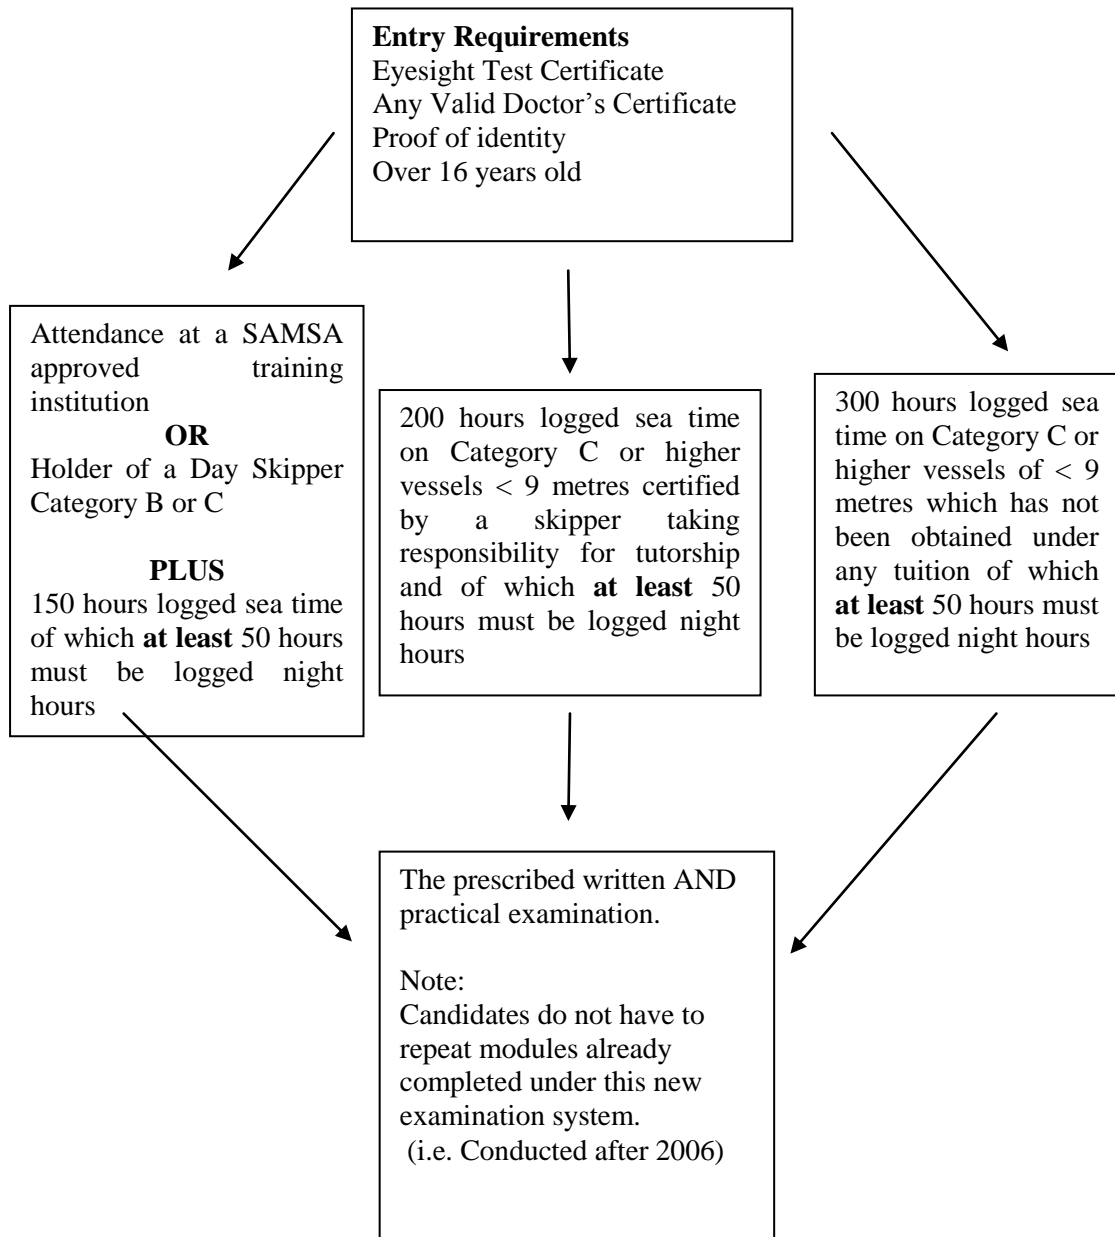 Entry Requirements
Eyesight Test Certificate
Any Valid Doctor’s Certificate
Proof of identity
Over 16 years old
Attendance at a SAMSA
approved training
institution
OR
Holder of a Day Skipper
Category B or C
PLUS
150 hours logged sea time
of which at least 50 hours
must be logged night
hours
200 hours logged sea time
on Category C or higher
vessels < 9 metres certified
by a skipper taking
responsibility for tutorship
and of which at least 50
hours must be logged night
hours
300 hours logged sea
time on Category C or
higher vessels of < 9
metres which has not
been obtained under
any tuition of which
at least 50 hours must
be logged night hours
The prescribed written AND
practical examination.
Note:
Candidates do not have to
repeat modules already
completed under this new
examination system.
(i.e. Conducted after 2006)